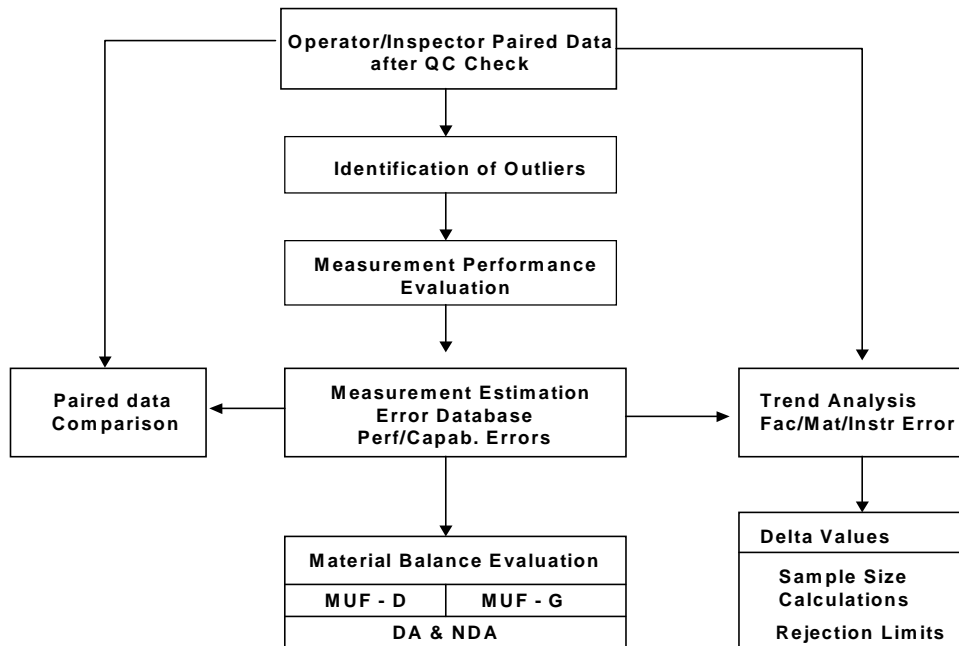 Operator/Inspector Paired Data
after QC Check
Identification of Outliers
Measurement Performance
Evaluation
Paired data
Comparison
Measurement Estimation
Error Database
Perf/Capab. Errors
Trend Analysis
Fac/Mat/Instr Error
Material Balance Evaluation
MUF - D
MUF - G
DA & NDA
Delta Values
Sample Size
Calculations
Rejection Limits